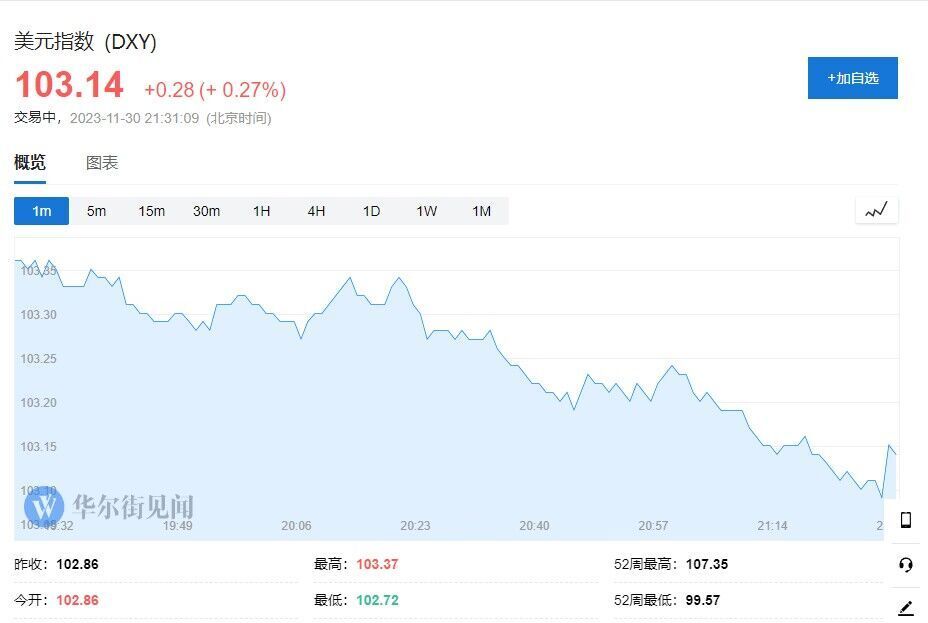 美元指数 (DXY)
103.14 +0.28 (+ 0.27%)
+加自选
交易中，2023-11-30 21:31:09 (北京时间)
概览 图表
1m 5m 15m 30m 1H 4H 1D 1W 1M
103.35
103.30
103.25
103.20
103.15
103.10
华尔街见闻
19:49 20:06 20:23 20:40 20:57 21:14
昨收：102.86 最高：103.37 52周最高：107.35
今开：102.86 最低：102.72 52周最低：99.57